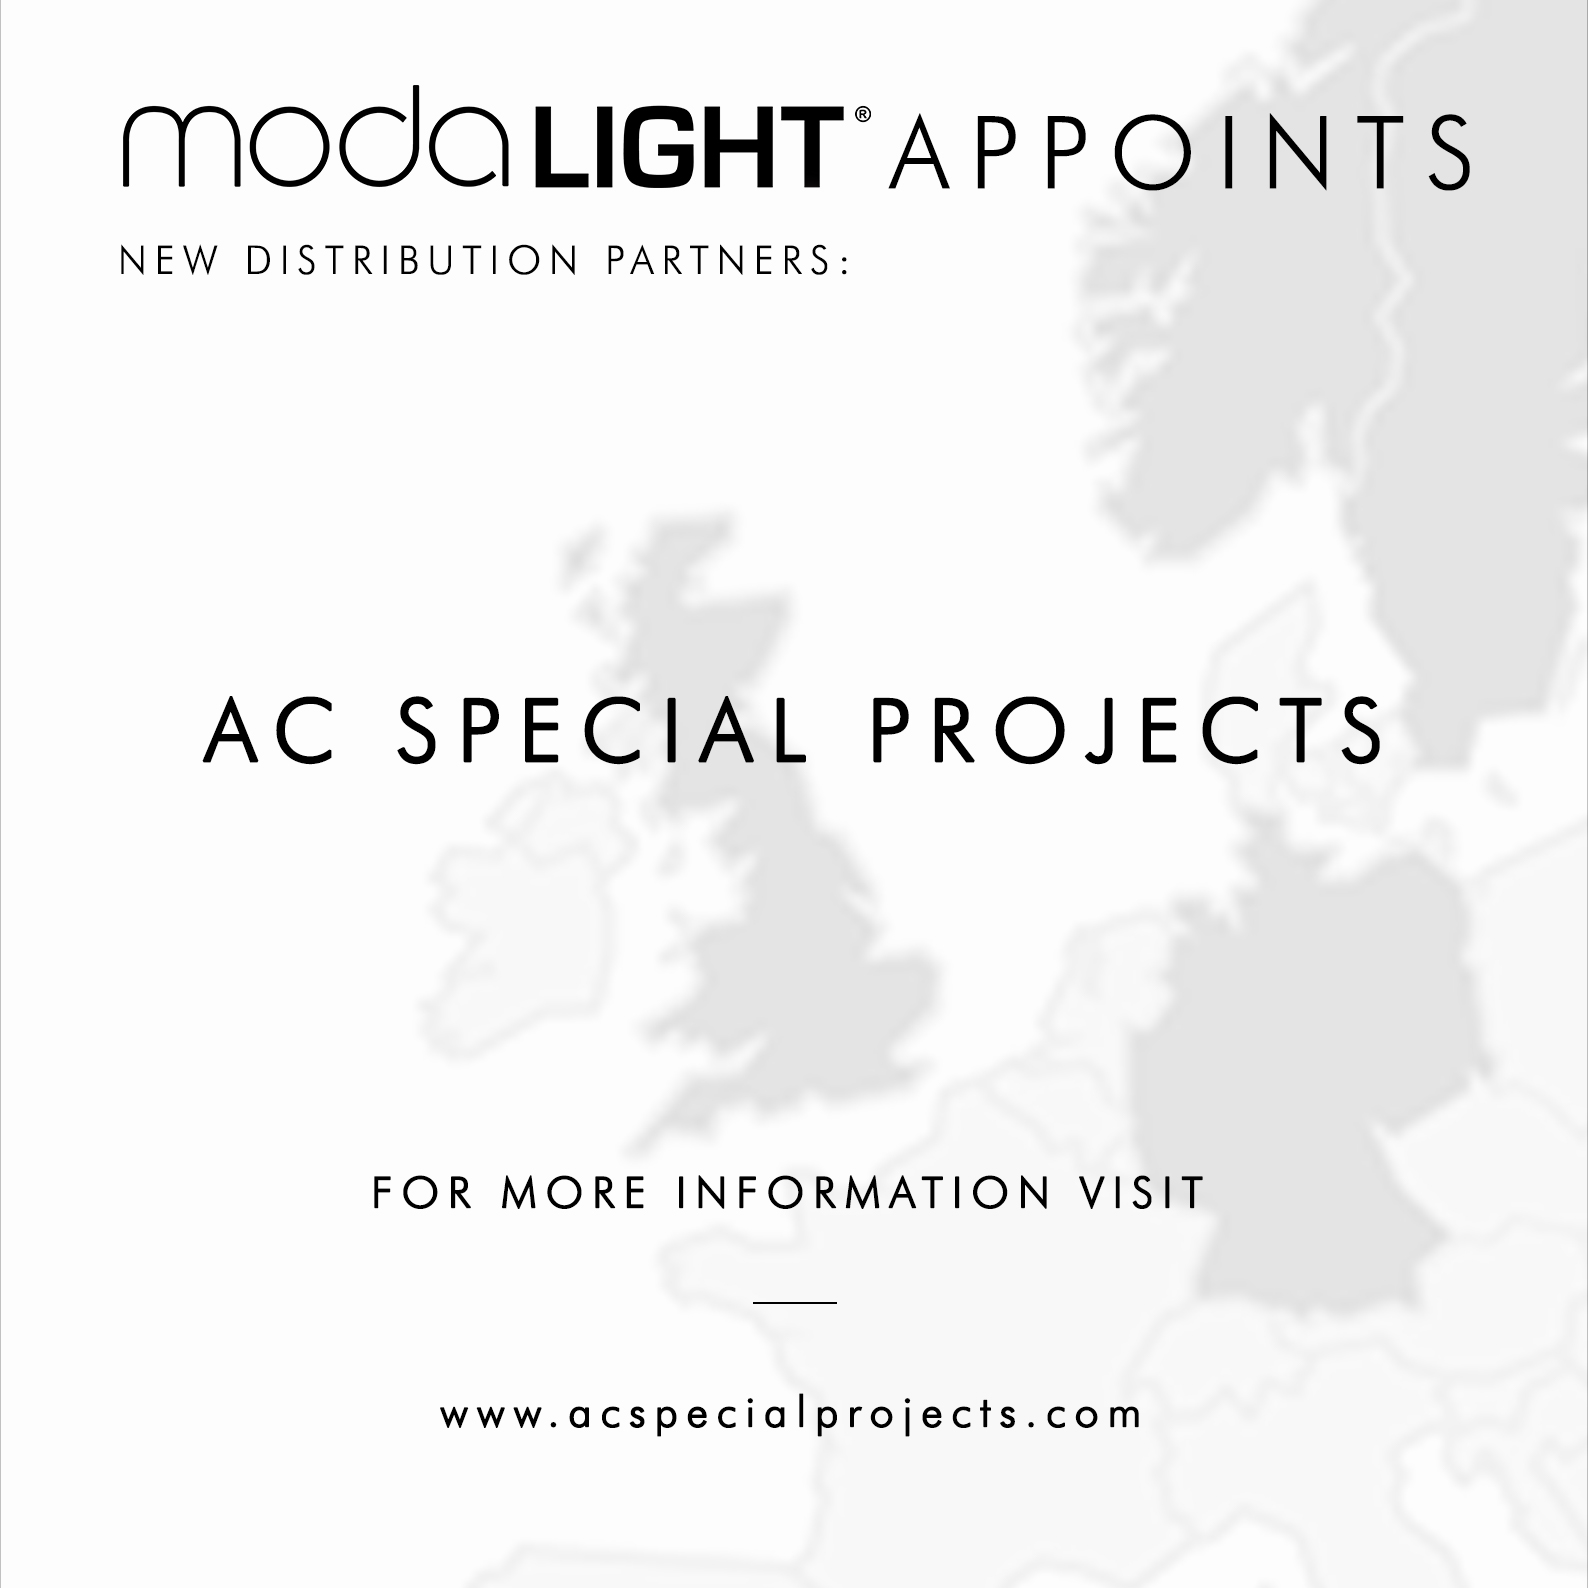 modaLIGHT® APPOINTS
NEW DISTRIBUTION PARTNERS:
AC SPECIAL PROJECTS
FOR MORE INFORMATION VISIT
www.acspecialprojects.com